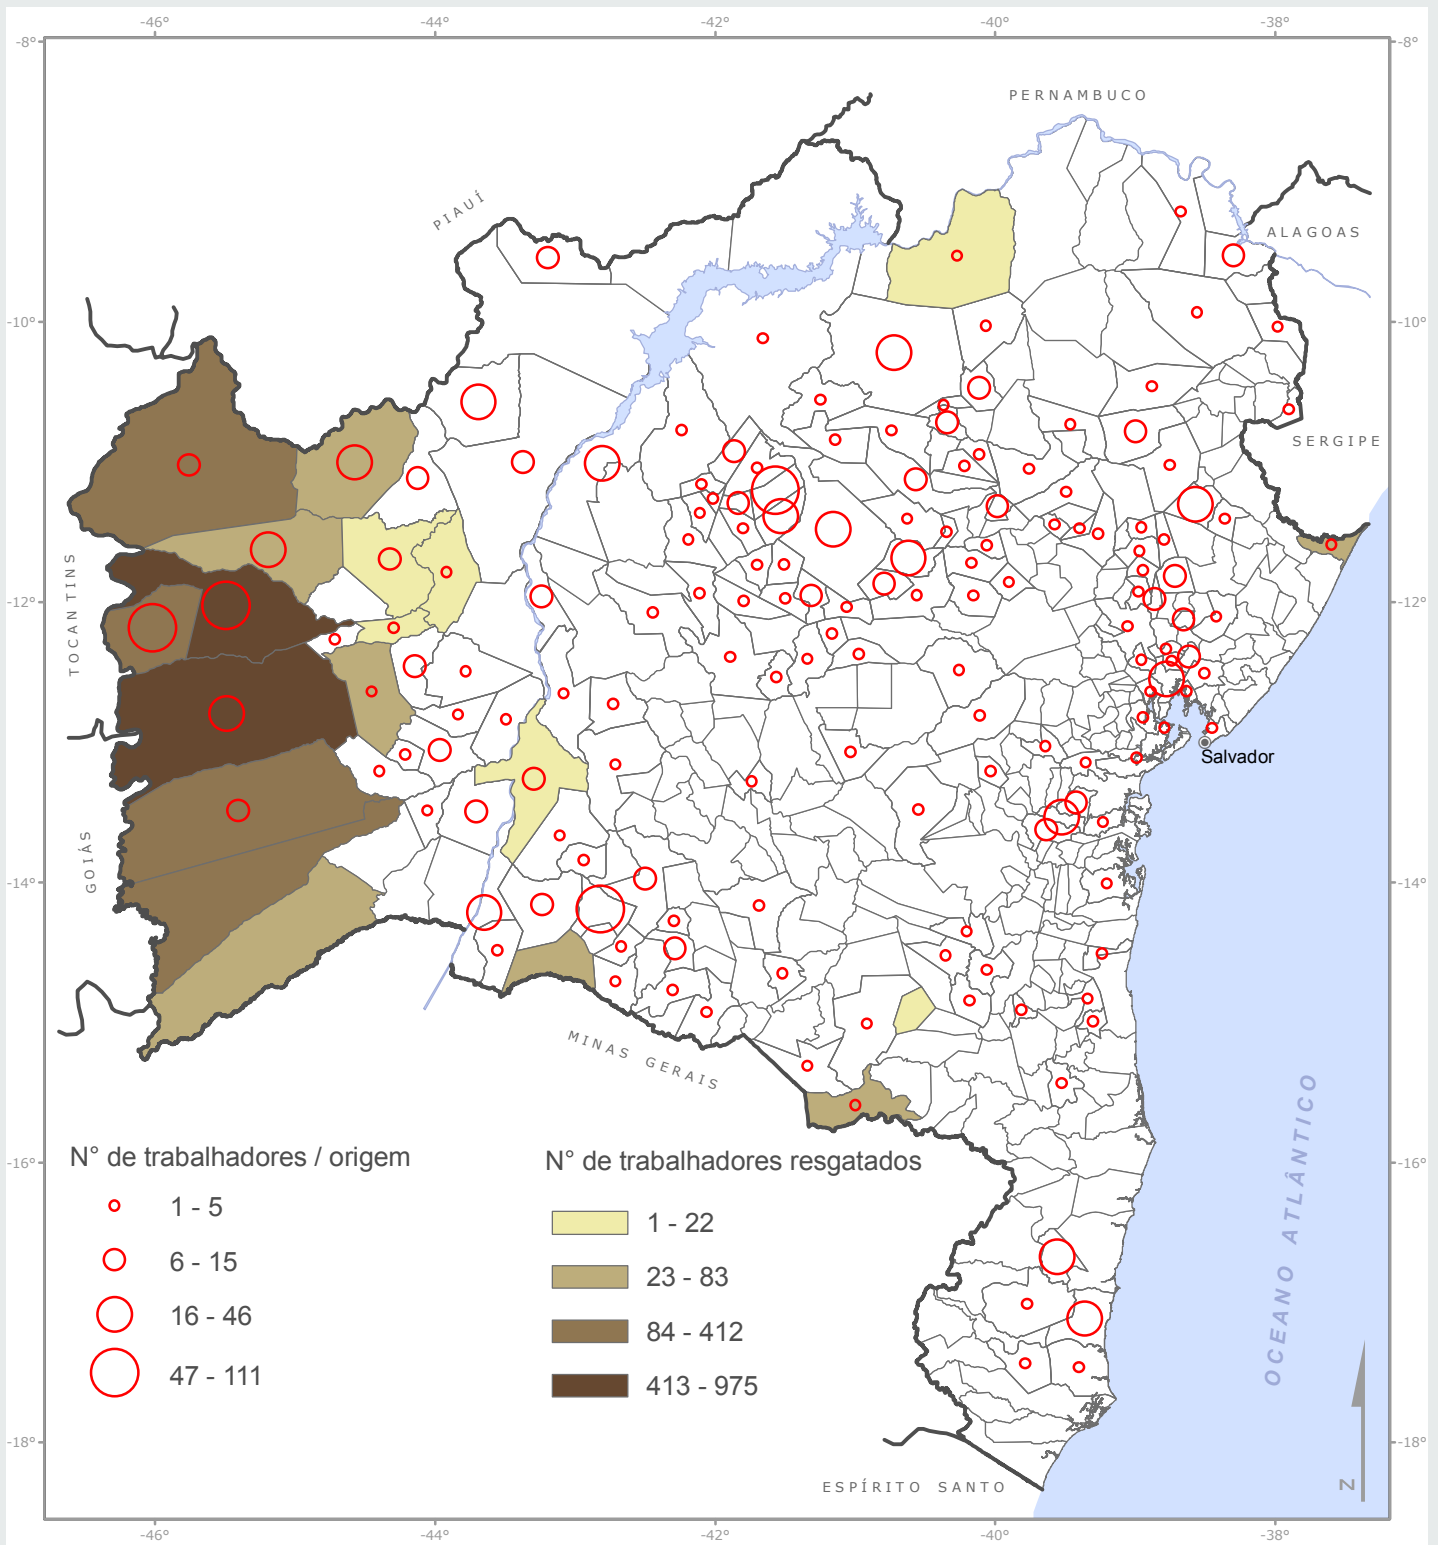 -46° -44° -42° -40° -38°
-8° -8°
PERNAMBUCO
PIAUÍ
ALAGOAS
-10° -10°
SERGIPE
TOCANTINS
-12° -12°
Salvador
GOIÁS
-14° -14°
MINAS GERAIS
OCEANO ATLÂNTICO
N° de trabalhadores / origem
1 - 5
6 - 15
16 - 46
47 - 111
N° de trabalhadores resgatados
1 - 22
23 - 83
84 - 412
413 - 975
-16° -16°
-18° -18°
ESPÍRITO SANTO
N
-46° -44° -42° -40° -38°